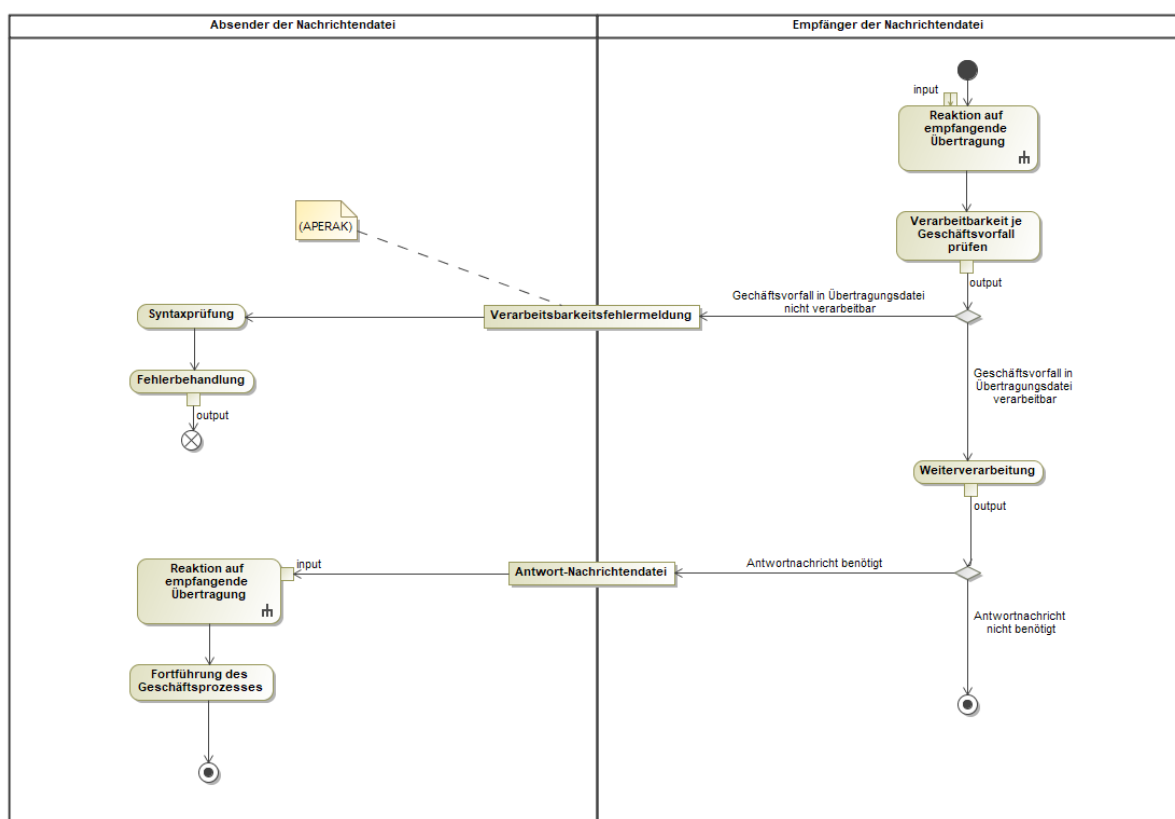 Absender der Nachrichtendatei
Empfänger der Nachrichtendatei
input
Reaktion auf
empfangende
Übertragung
(APERAK)
Verarbeitbarkeit je
Geschäftsvorfall
prüfen
output
Gechäftsvorfall in Übertragungsdatei
nicht verarbeitbar
Verarbeitsbarkeitsfehlermeldung
Syntaxprüfung
Fehlerbehandlung
output
Geschäftsvorfall in
Übertragungsdatei
verarbeitbar
Weiterverarbeitung
output
Antwortnachricht benötigt
Antwort-Nachrichtendatei
input
Reaktion auf
empfangende
Übertragung
Antwortnachricht
nicht benötigt
Fortführung des
Geschäftsprozesses